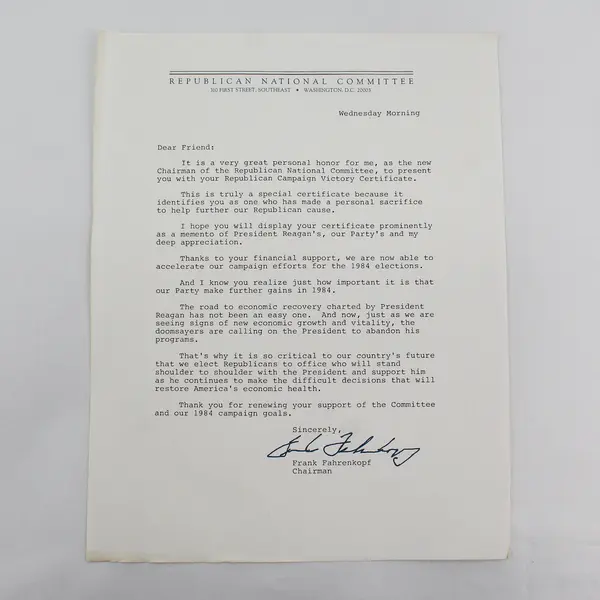 REPUBLICAN NATIONAL COMMITTEE
310 FIRST STREET, SOUTHEAST • WASHINGTON, D.C. 20003
Wednesday Morning
Dear Friend:
It is a very great personal honor for me, as the new
Chairman of the Republican National Committee, to present
you with your Republican Campaign Victory Certificate.
This is truly a special certificate because it
identifies you as one who has made a personal sacrifice
to help further our Republican cause.
I hope you will display your certificate prominently
as a memento of President Reagan's, our Party's and my
deep appreciation.
Thanks to your financial support, we are now able to
accelerate our campaign efforts for the 1984 elections.
And I know you realize just how important it is that
our Party make further gains in 1984.
The road to economic recovery charted by President
Reagan has not been an easy one. And now, just as we are
seeing signs of new economic growth and vitality, the
doomsayers are calling on the President to abandon his
programs.
That's why it is so critical to our country's future
that we elect Republicans to office who will stand
shoulder to shoulder with the President and support him
as he continues to make the difficult decisions that will
restore America's economic health.
Thank you for renewing your support of the Committee
and our 1984 campaign goals.
Sincerely,
Frank Fahrenkopf
Frank Fahrenkopf
Chairman